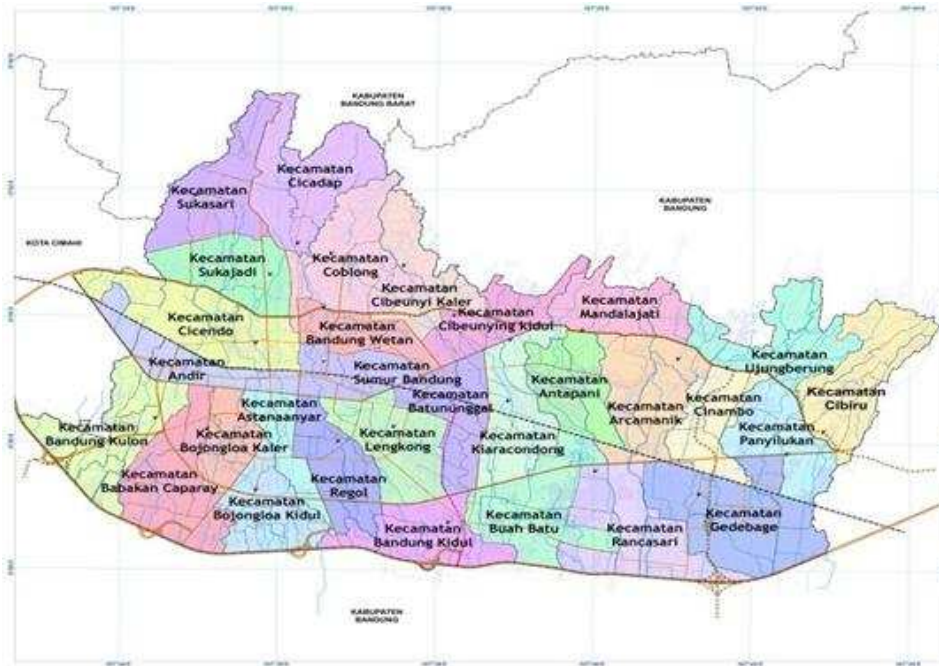 KABUPATEN
BANDUNG BARAT
Kecamatan
Cicadap
Kecamatan
Sukasari
KABUPATEN
BANDUNG
KOTA CIMAHI
Kecamatan
Sukajadi
Kecamatan
Coblong
Kecamatan
Cibeunyi Kaler
Kecamatan
Mandalajati
Kecamatan
Cibeunying kidul
Kecamatan
Cicendo
Kecamatan
Bandung Wetan
Kecamatan
Ujungberung
Kecamatan
Andir
Kecamatan
Sumur Bandung
Kecamatan
Antapani
Kecamatan
Cibiru
Kecamatan
Batununggal
Kecamatan
Cinambo
Kecamatan
Astanaanyar
Kecamatan
Arcamanik
Kecamatan
Bandung Kulon
Kecamatan
Bojongloa Kaler
Kecamatan
Lengkong
Kecamatan
Kiaracondong
Kecamatan
Panyilukan
Kecamatan
Babakan Caparay
Kecamatan
Regol
Kecamatan
Bojongloa Kidul
Kecamatan
Buah Batu
Kecamatan
Gedebage
Kecamatan
Bandung Kidul
Kecamatan
Rancasari
KABUPATEN
BANDUNG